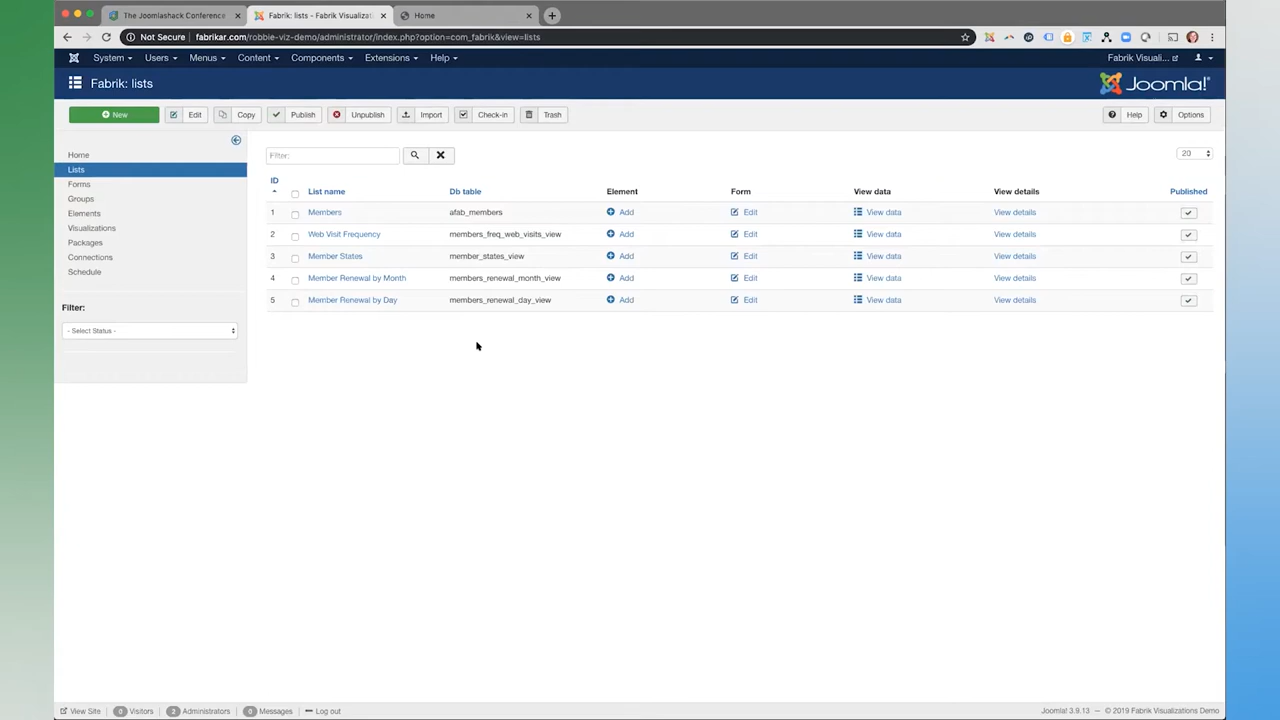 The Joomlashack Conference
Fabrik: lists - Fabrik Visualizati
Home
Not Secure | fabrikar.com/robbie-viz-demo/administrator/index.php?option=com_fabrik&view=lists
System Users Menus Content Components Extensions Help
Fabrik Visuali...
Fabrik: lists
Joomla!®
New Edit Copy Publish Unpublish Import Check-in Trash Help Options
Home
Lists
Forms
Groups
Elements
Visualizations
Packages
Connections
Schedule
Filter:
- Select Status -
Filter:
20
ID List name Db table Element Form View data View details Published
1 Members afab_members Add Edit View data View details
2 Web Visit Frequency members_freq_web_visits_view Add Edit View data View details
3 Member States member_states_view Add Edit View data View details
4 Member Renewal by Month members_renewal_month_view Add Edit View data View details
5 Member Renewal by Day members_renewal_day_view Add Edit View data View details
View Site 0 Visitors 2 Administrators 0 Messages Log out
Joomla! 3.9.13 — © 2019 Fabrik Visualizations Demo